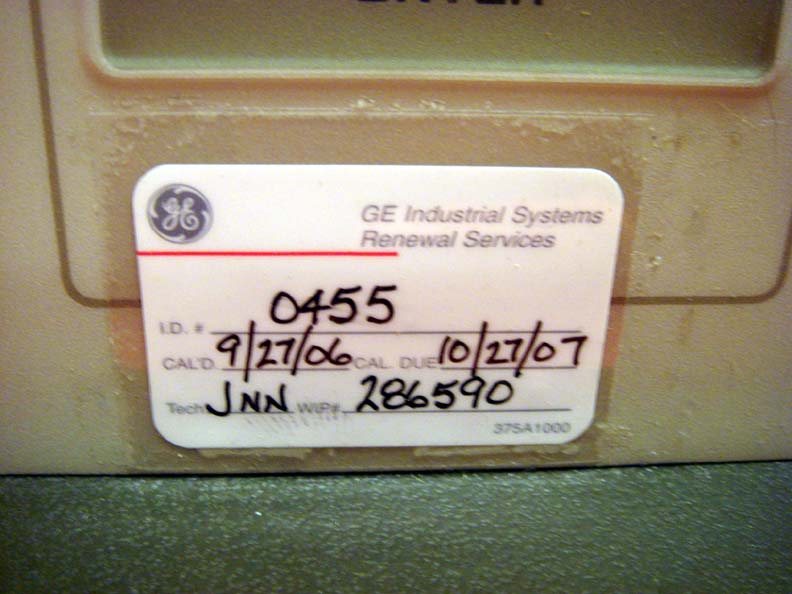 GE
GE Industrial Systems
Renewal Services
I.D. # 0455
CAL'D. 9/27/06 CAL. DUE 10/27/07
Tech JNN WIP# 286590
375A1000